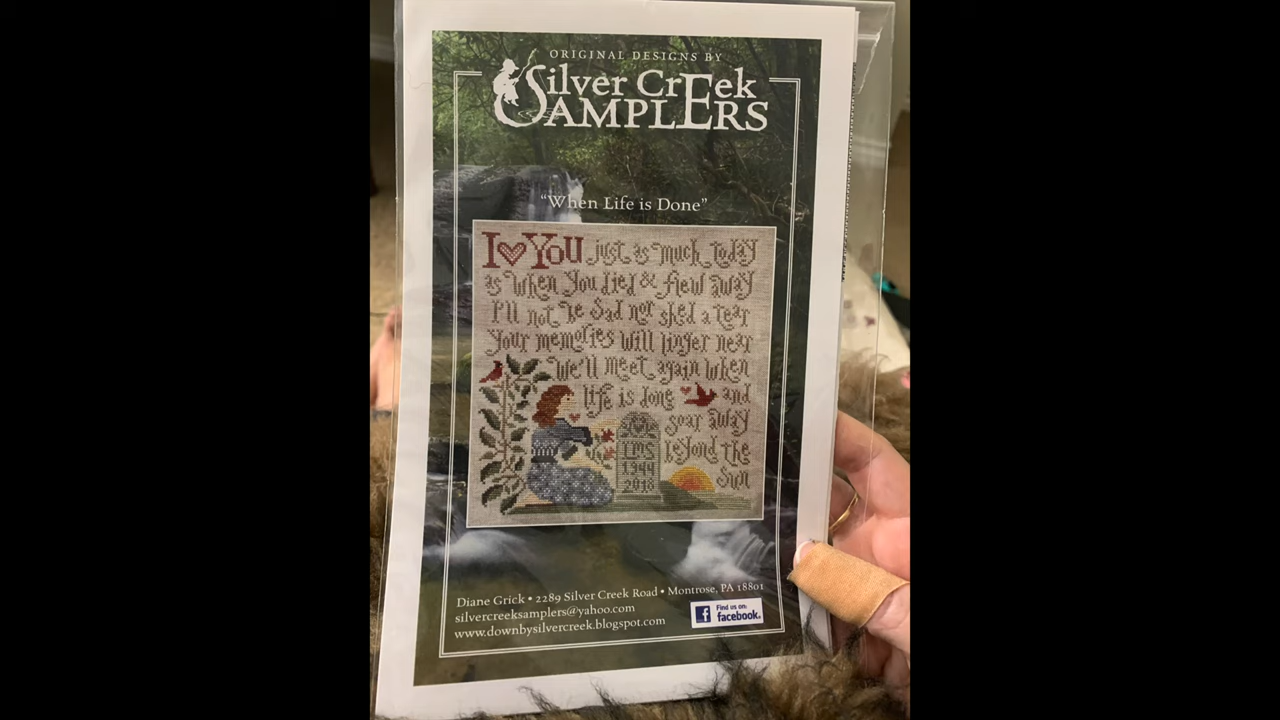 ORIGINAL DESIGNS BY
Silver CrEek
SAMPLERS
“When Life is Done”
I YOU just as much today
as when you died & flew away
I'll not be sad nor shed a tear
Your memories will linger near
We'll meet again when
life is done and
soar away
beyond the
Sun
LMS
1944
2018
Diane Grick • 2289 Silver Creek Road • Montrose, PA 18801
silvercreeksamplers@yahoo.com
www.downbysilvercreek.blogspot.com
Find us on:
facebook.